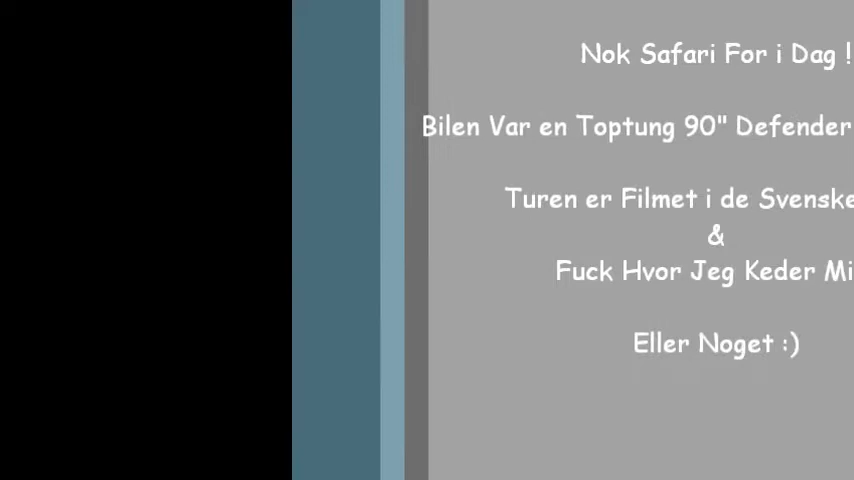 Nok Safari For i Dag !
Bilen Var en Toptung 90" Defender
Turen er Filmet i de Svenske
&
Fuck Hvor Jeg Keder Mi
Eller Noget :)